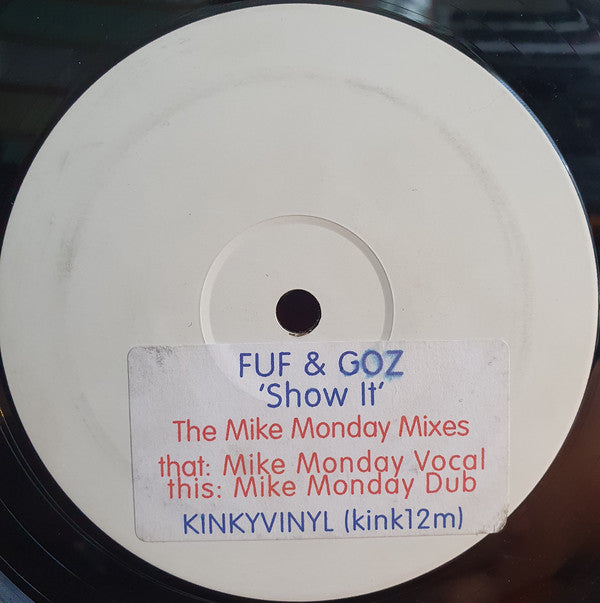 FUF & GOZ
'Show It'
The Mike Monday Mixes
that: Mike Monday Vocal
this: Mike Monday Dub
KINKYVINYL (kink12m)